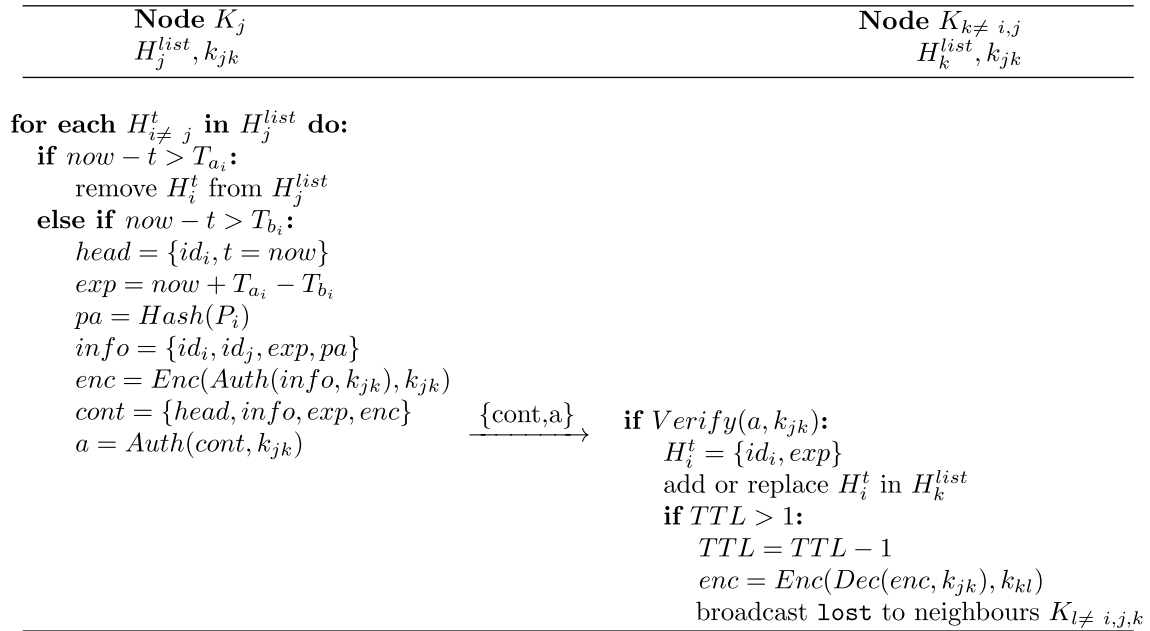 Node K_j Node K_{k≠ i,j}
H_j^{list}, k_{jk} H_k^{list}, k_{jk}
for each H_{i≠ j}^t in H_j^{list} do:
if now − t > T_{a_i}:
remove H_i^t from H_j^{list}
else if now − t > T_{b_i}:
head = {id_i, t = now}
exp = now + T_{a_i} − T_{b_i}
pa = Hash(P_i)
info = {id_i, id_j, exp, pa}
enc = Enc(Auth(info, k_{jk}), k_{jk})
cont = {head, info, exp, enc}
a = Auth(cont, k_{jk})
{cont,a}
if Verify(a, k_{jk}):
H_i^t = {id_i, exp}
add or replace H_i^t in H_k^{list}
if TTL > 1:
TTL = TTL − 1
enc = Enc(Dec(enc, k_{jk}), k_{kl})
broadcast lost to neighbours K_{l≠ i,j,k}